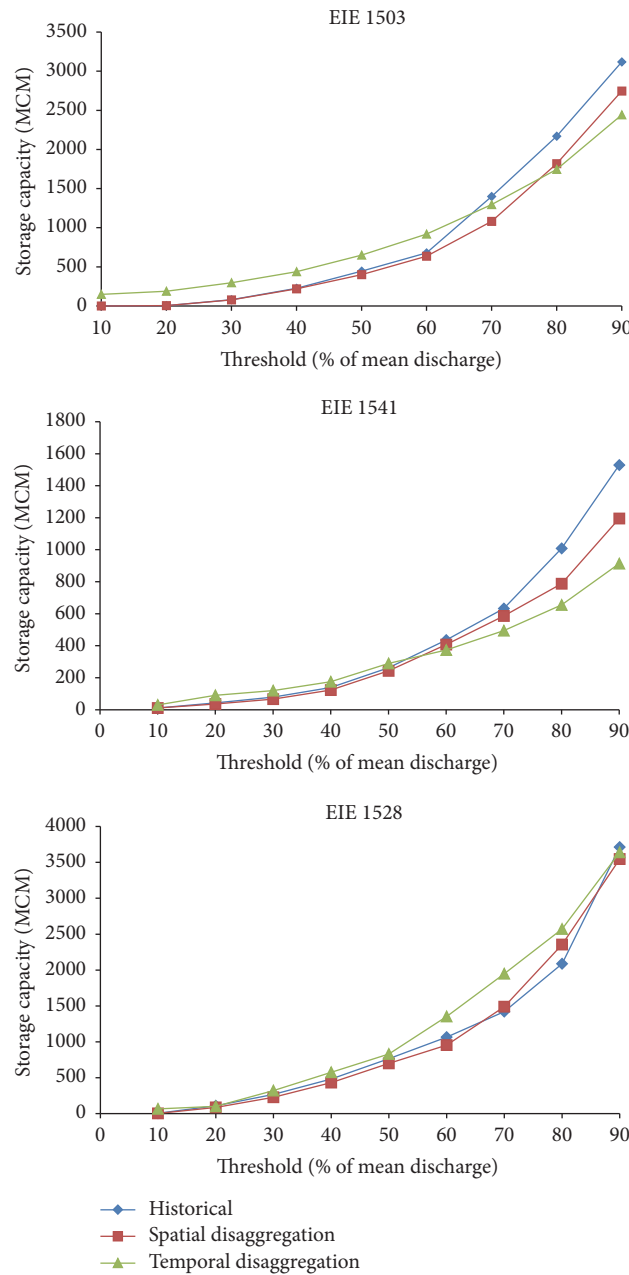 EIE 1503
Storage capacity (MCM)
3500
3000
2500
2000
1500
1000
500
0
10 20 30 40 50 60 70 80 90
Threshold (% of mean discharge)
EIE 1541
Storage capacity (MCM)
1800
1600
1400
1200
1000
800
600
400
200
0
0 10 20 30 40 50 60 70 80 90
Threshold (% of mean discharge)
EIE 1528
Storage capacity (MCM)
4000
3500
3000
2500
2000
1500
1000
500
0
0 10 20 30 40 50 60 70 80 90
Threshold (% of mean discharge)
Historical
Spatial disaggregation
Temporal disaggregation